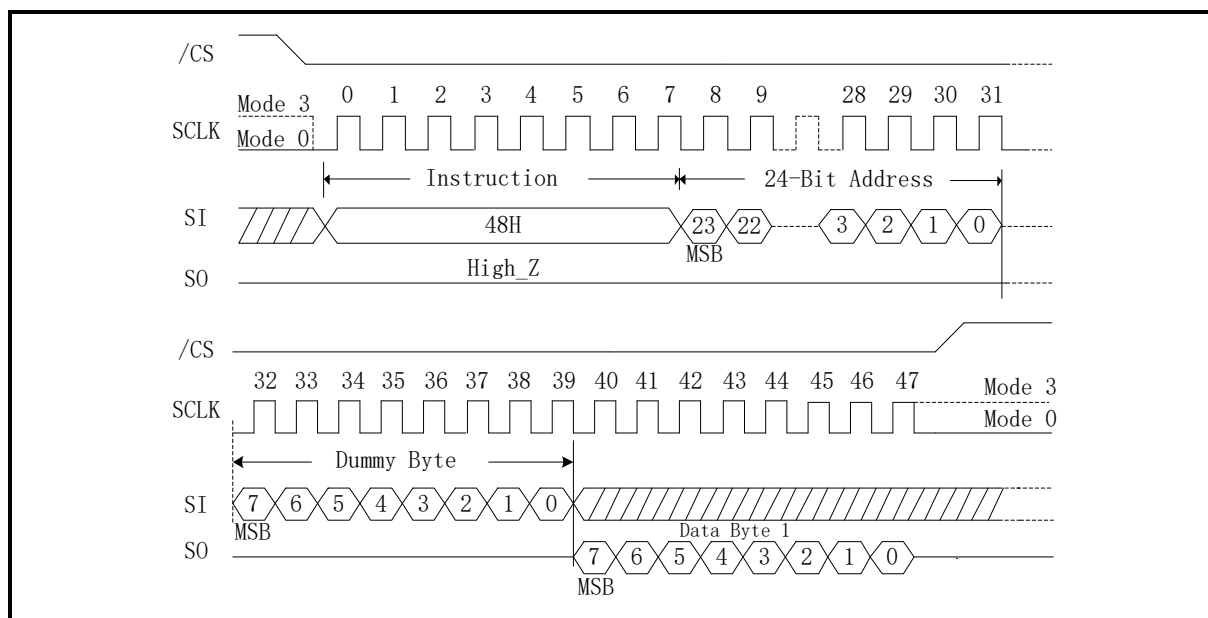 /CS
0 1 2 3 4 5 6 7 8 9 28 29 30 31
Mode 3
SCLK
Mode 0
Instruction 24-Bit Address
SI
48H 23 22 3 2 1 0
MSB
High_Z
SO
/CS
32 33 34 35 36 37 38 39 40 41 42 43 44 45 46 47
Mode 3
SCLK
Mode 0
Dummy Byte
SI
7 6 5 4 3 2 1 0
MSB
Data Byte 1
SO
7 6 5 4 3 2 1 0
MSB